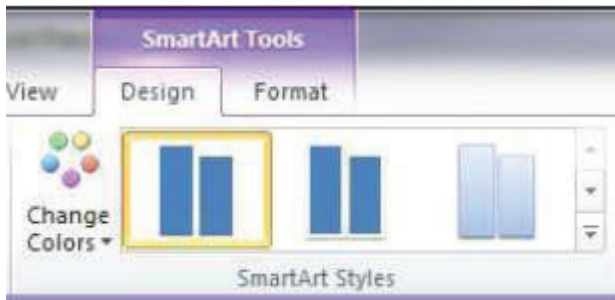 SmartArt Tools
View Design Format
Change
Colors
SmartArt Styles